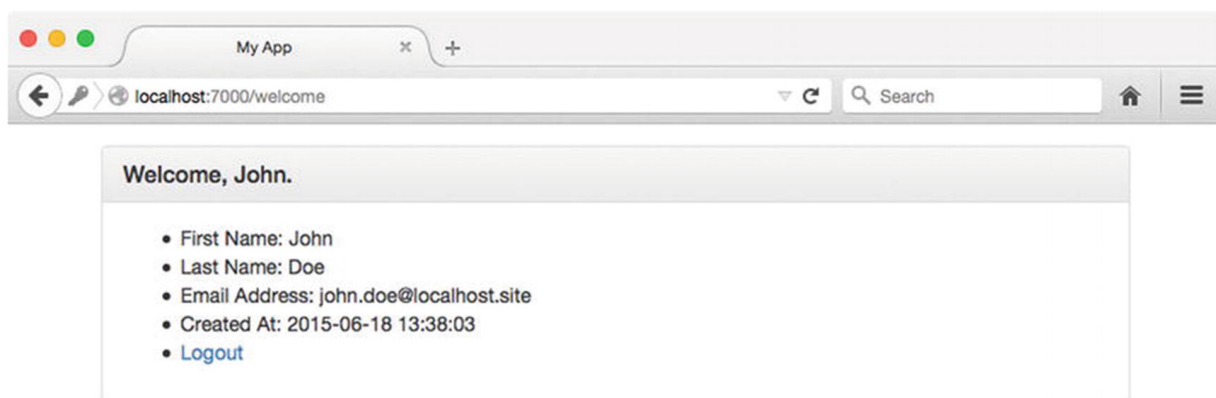 My App
localhost:7000/welcome
Search
Welcome, John.
First Name: John
Last Name: Doe
Email Address: john.doe@localhost.site
Created At: 2015-06-18 13:38:03
Logout